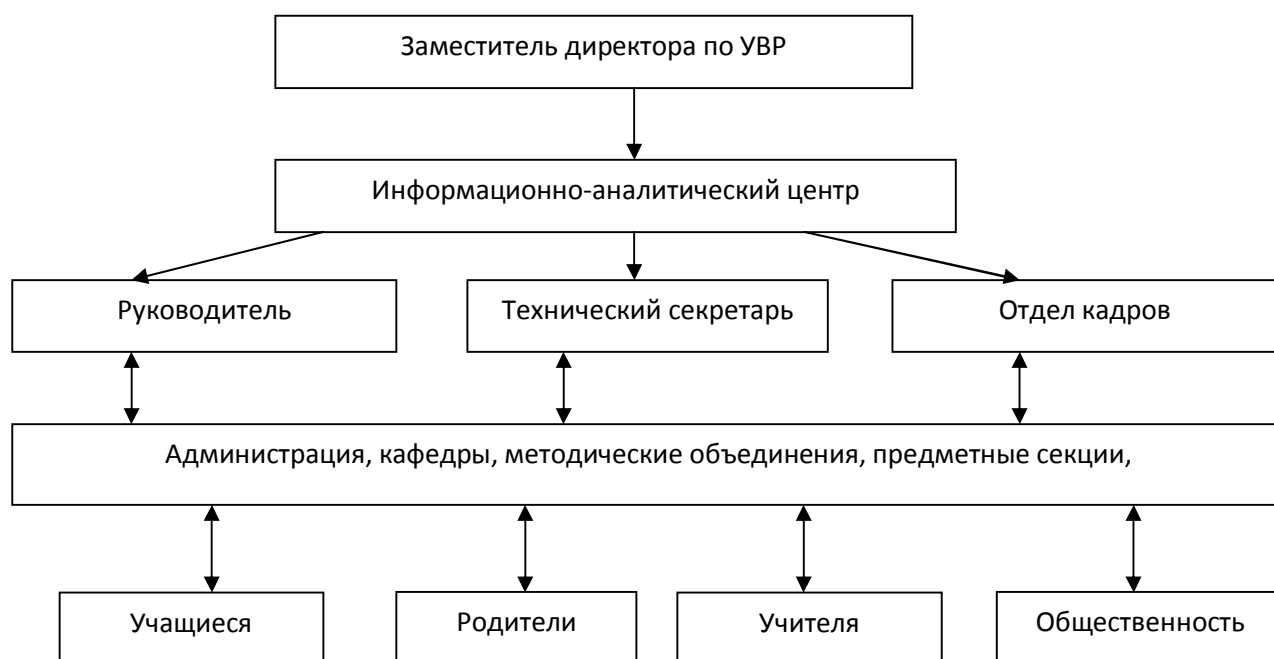 Заместитель директора по УВР
Информационно-аналитический центр
Руководитель
Технический секретарь
Отдел кадров
Администрация, кафедры, методические объединения, предметные секции,
Учащиеся
Родители
Учителя
Общественность